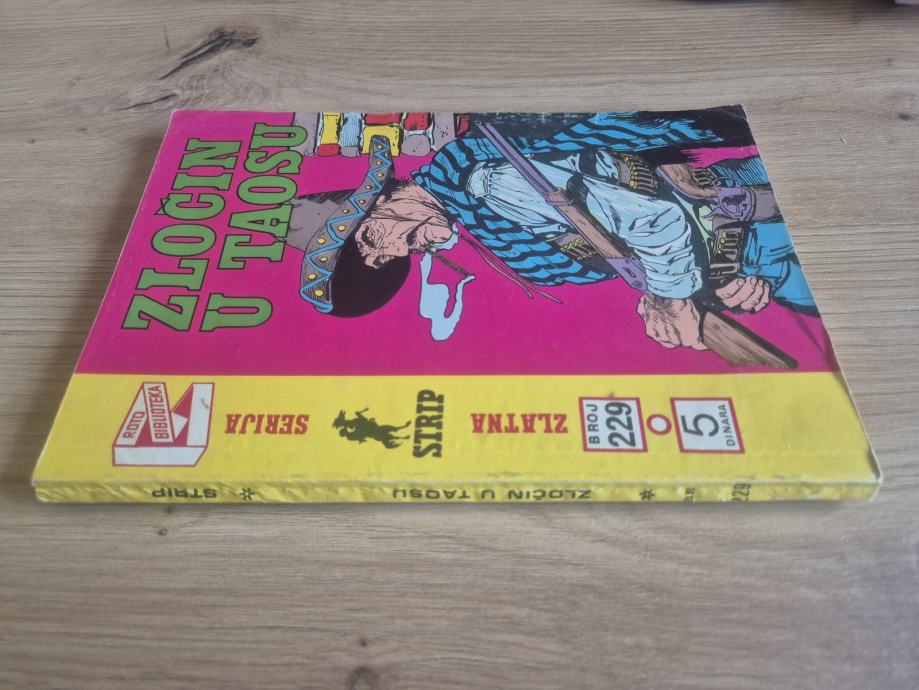 ZLOČIN
U TAOSU
ROTO
BIBLIOTEKA
ZLATNA
STRIP
SERIJA
BROJ
229
5
DINARA
STRIP * ZLOČIN U TAOSU *
229